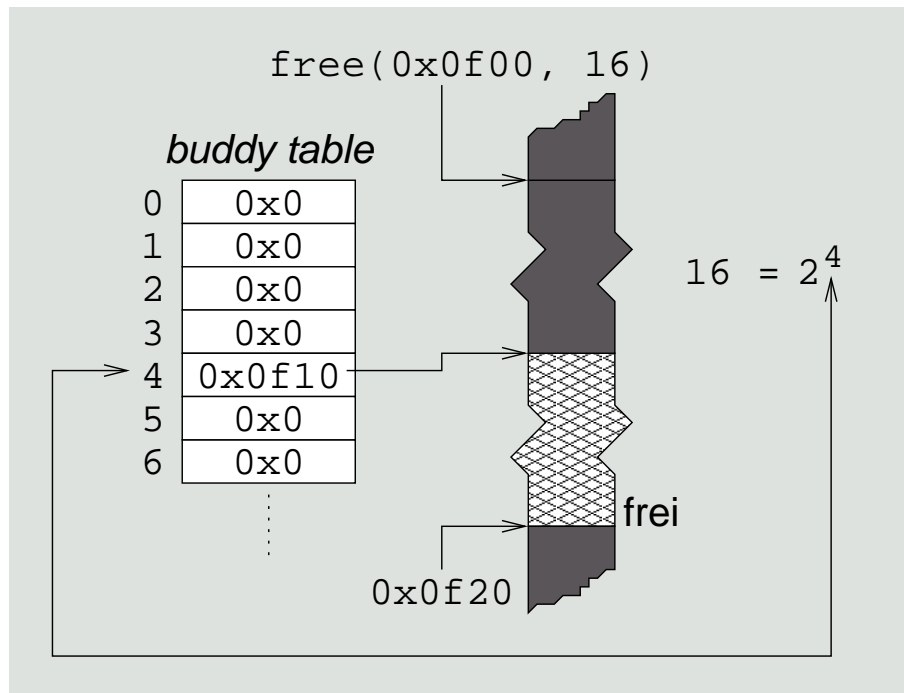 free(0x0f00, 16)
buddy table
0 0x0
1 0x0
2 0x0
3 0x0
4 0x0f10
5 0x0
6 0x0
16 = 2^4
frei
0x0f20